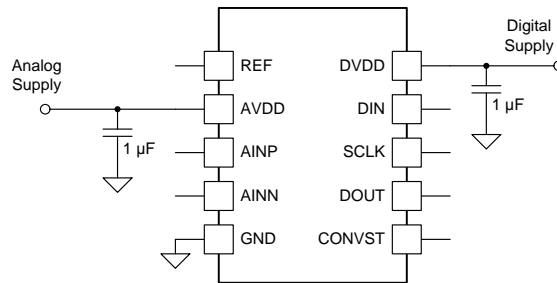 Analog
Supply
1 µF
REF
AVDD
AINP
AINN
GND
DVDD
DIN
SCLK
DOUT
CONVST
Digital
Supply
1 µF